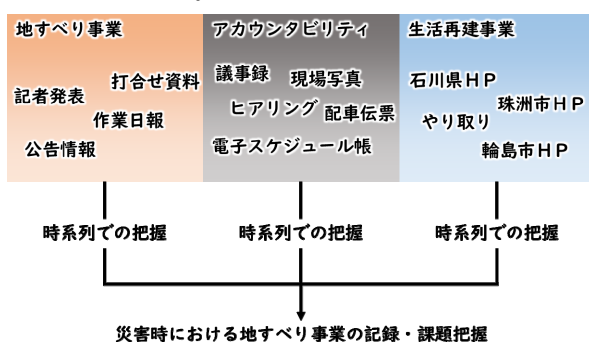 地すべり事業
記者発表
打合せ資料
作業日報
公告情報
アカウンタビリティ
議事録
現場写真
ヒアリング
配車伝票
電子スケジュール帳
生活再建事業
石川県ＨＰ
珠洲市ＨＰ
やり取り
輪島市ＨＰ
時系列での把握
時系列での把握
時系列での把握
災害時における地すべり事業の記録・課題把握